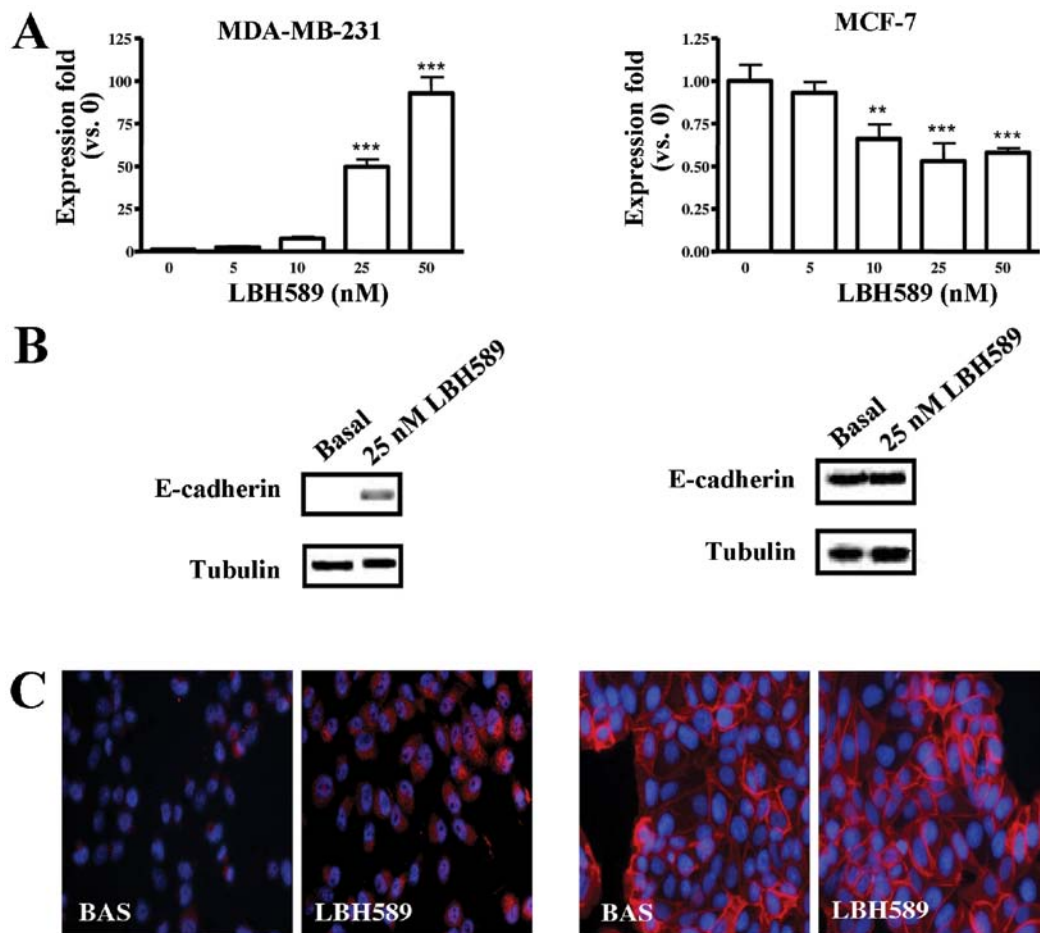 A
MDA-MB-231
Expression fold
(vs. 0)
125
100
75
50
25
0
***
***
0 5 10 25 50
LBH589 (nM)
MCF-7
Expression fold
(vs. 0)
1.25
1.00
0.75
0.50
0.25
0.00
**
***
***
0 5 10 25 50
LBH589 (nM)
B
Basal
25 nM LBH589
E-cadherin
Tubulin
Basal
25 nM LBH589
E-cadherin
Tubulin
C
BAS
LBH589
BAS
LBH589